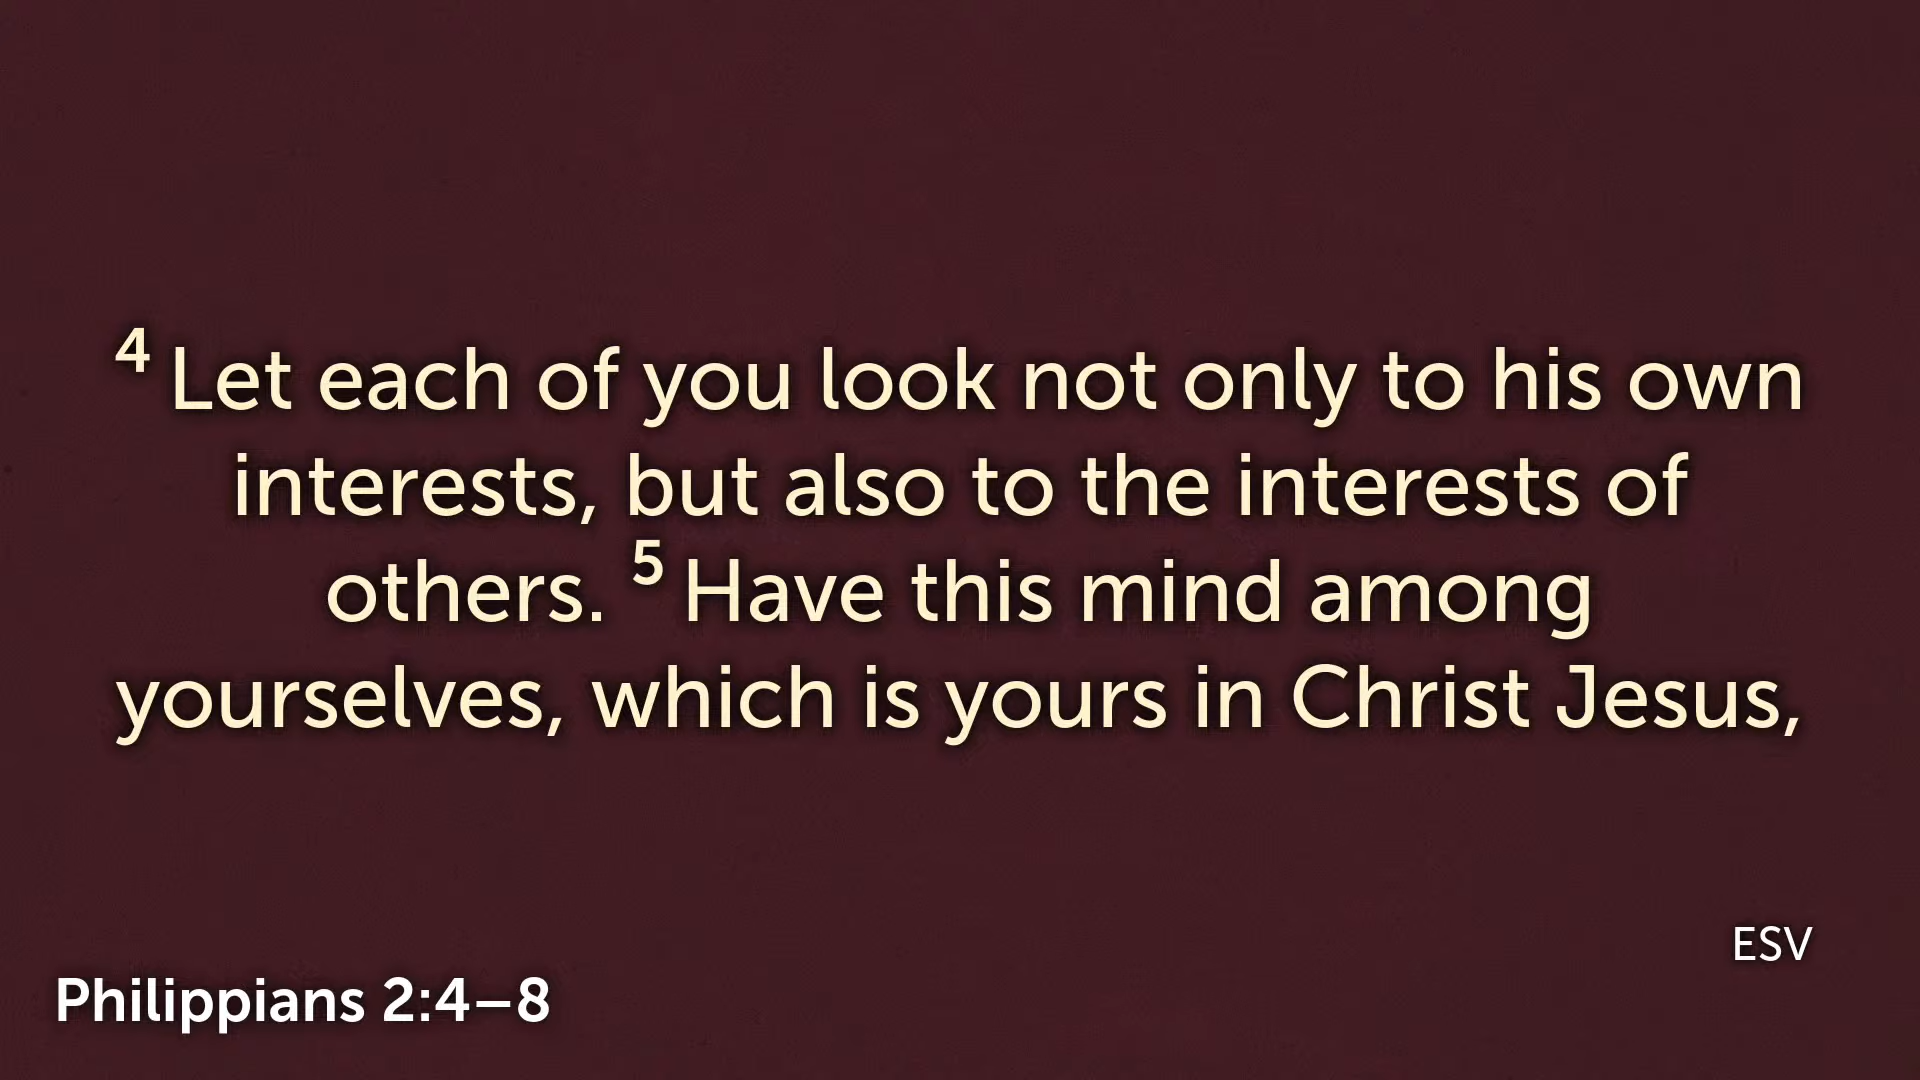 4 Let each of you look not only to his own
interests, but also to the interests of
others. 5 Have this mind among
yourselves, which is yours in Christ Jesus,
ESV
Philippians 2:4–8